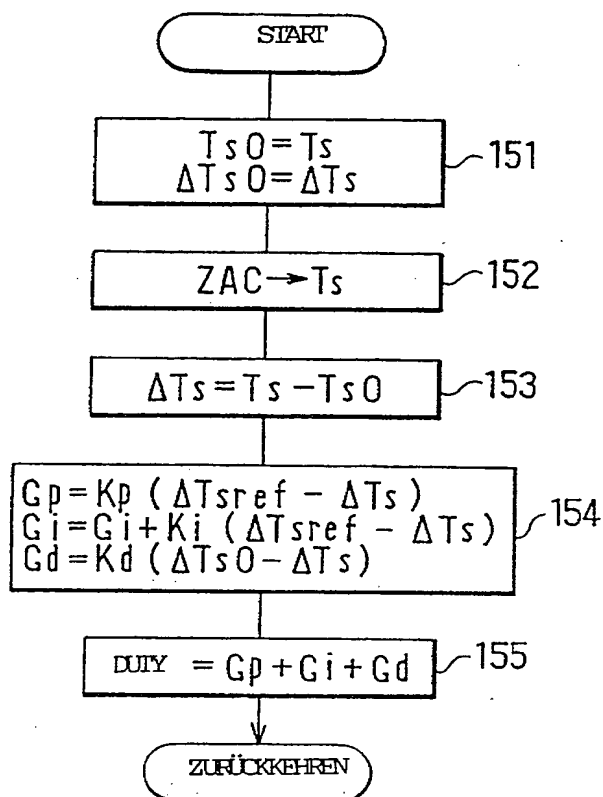 START
Ts0=Ts
ΔTs0=ΔTs
151
ZAC→Ts
152
ΔTs=Ts-Ts0
153
Gp=Kp (ΔTsref - ΔTs)
Gi=Gi+Ki (ΔTsref - ΔTs)
Gd=Kd (ΔTs0-ΔTs)
154
DUTY = Gp+Gi+Gd
155
ZURÜCKKEHREN